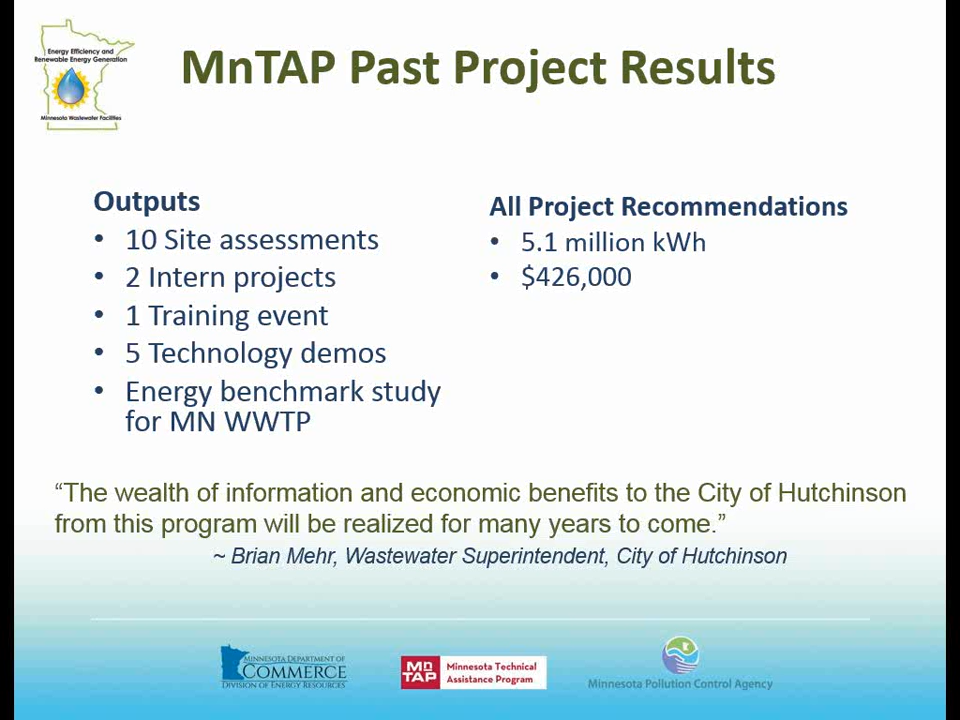 Energy Efficiency and
Renewable Energy Generation
Minnesota Wastewater Facilities
MnTAP Past Project Results
Outputs
• 10 Site assessments
• 2 Intern projects
• 1 Training event
• 5 Technology demos
• Energy benchmark study
for MN WWTP
All Project Recommendations
• 5.1 million kWh
• $426,000
“The wealth of information and economic benefits to the City of Hutchinson
from this program will be realized for many years to come.”
~ Brian Mehr, Wastewater Superintendent, City of Hutchinson
MINNESOTA DEPARTMENT OF
COMMERCE
DIVISION OF ENERGY RESOURCES
MN
TAP
Minnesota Technical
Assistance Program
Minnesota Pollution Control Agency